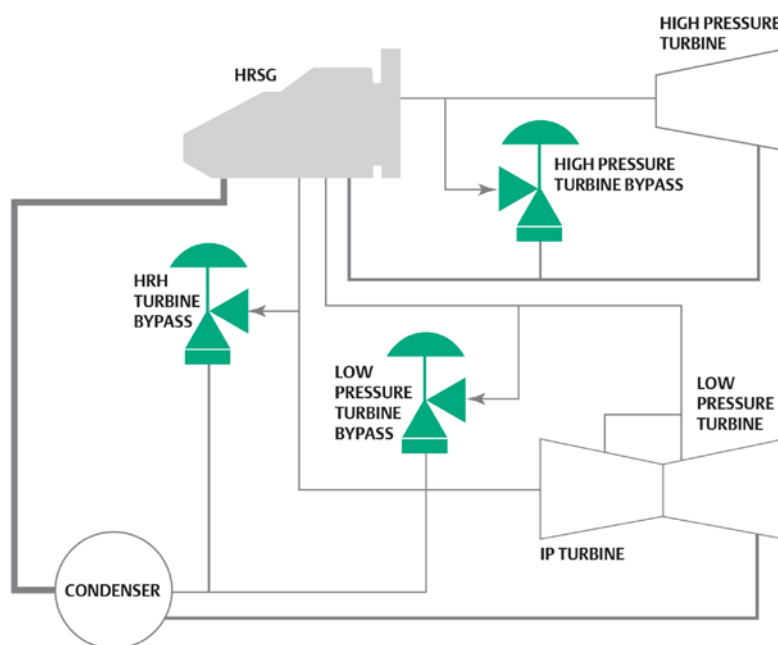 HIGH PRESSURE
TURBINE
HRSG
HIGH PRESSURE
TURBINE BYPASS
HRH
TURBINE
BYPASS
LOW
PRESSURE
TURBINE
BYPASS
LOW
PRESSURE
TURBINE
IP TURBINE
CONDENSER